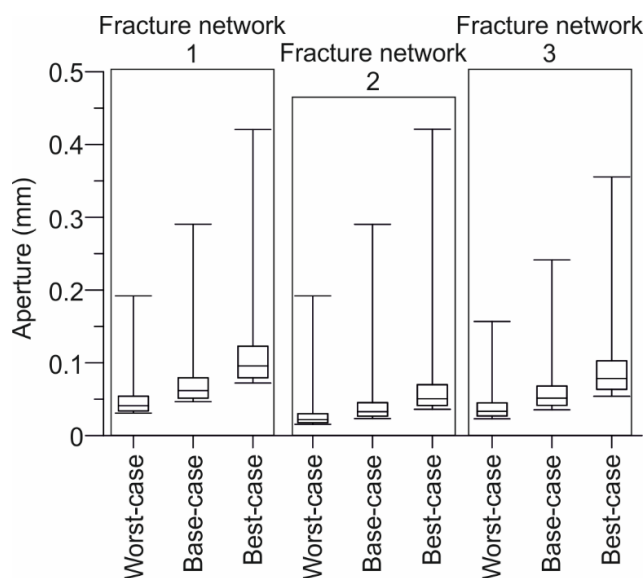 Fracture network
1
Fracture network
2
Fracture network
3
Aperture (mm)
0.5
0.4
0.3
0.2
0.1
0
Worst-case
Base-case
Best-case
Worst-case
Base-case
Best-case
Worst-case
Base-case
Best-case